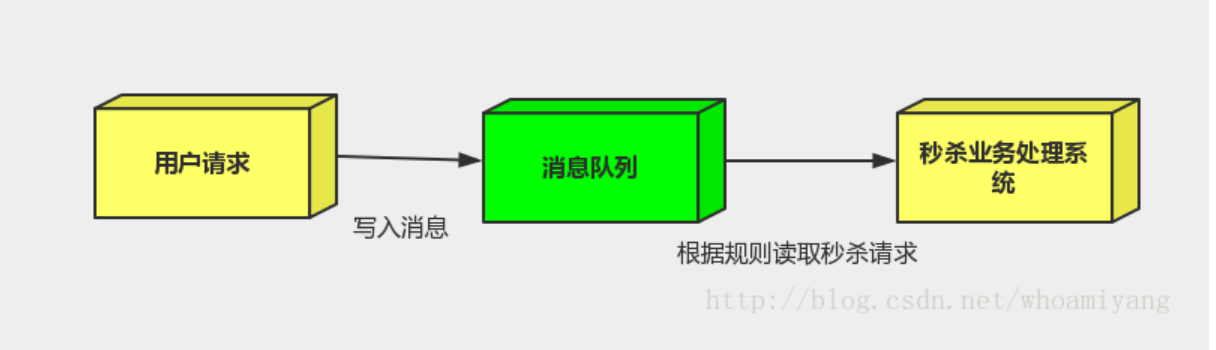 用户请求
写入消息
消息队列
根据规则读取秒杀请求
秒杀业务处理系
统
http://blog.csdn.net/whoamiyang